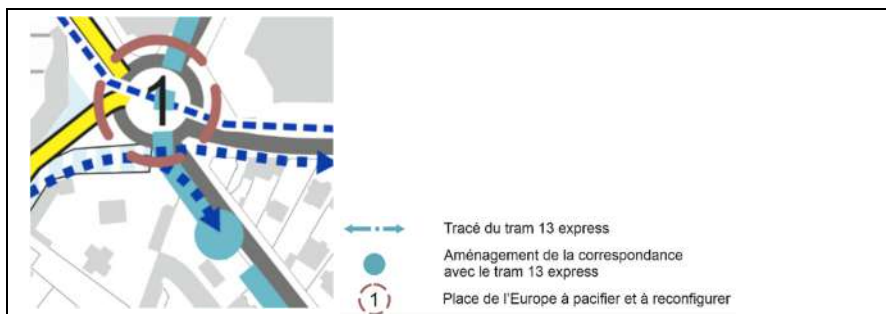 1
Tracé du tram 13 express
Aménagement de la correspondance
avec le tram 13 express
1 Place de l'Europe à pacifier et à reconfigurer